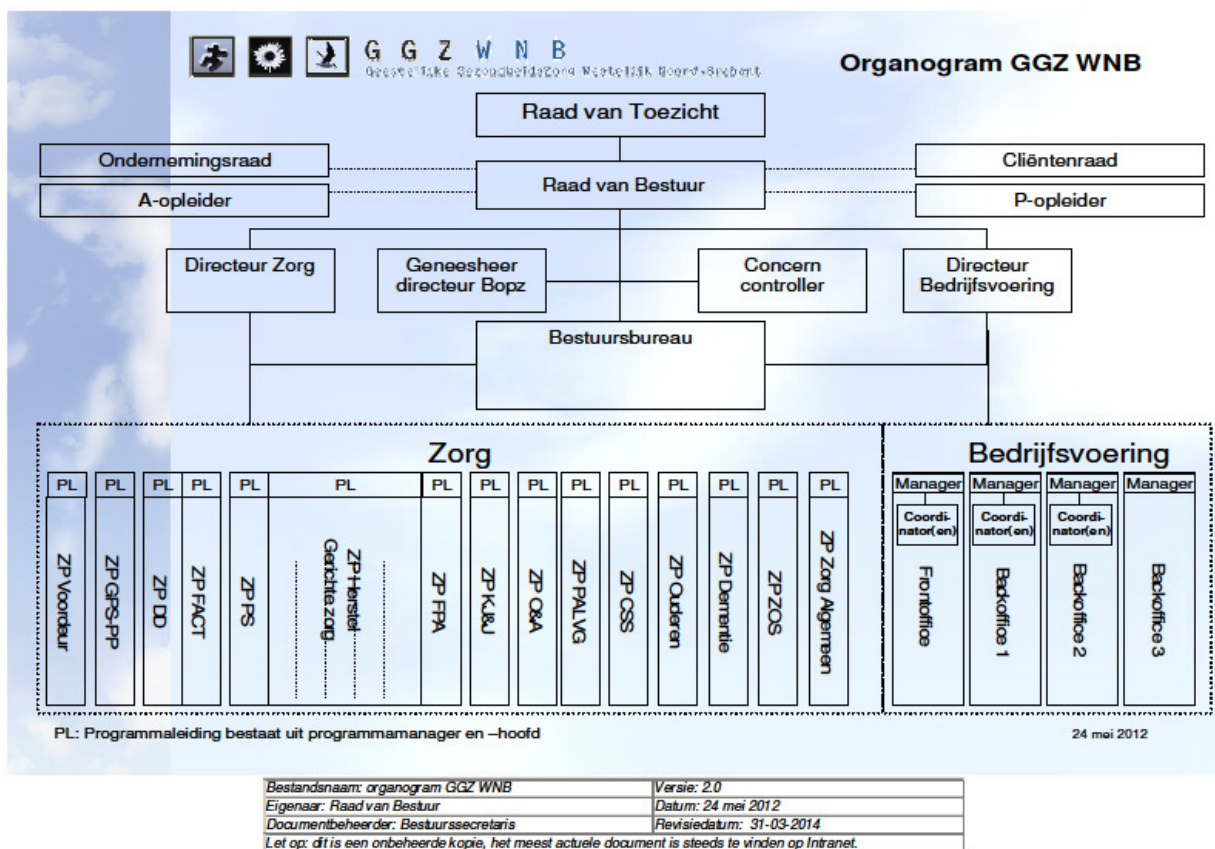 G G Z W N B
Geestelijke GezondheidsZorg Westelijk Noord-Brabant
Organogram GGZ WNB
Raad van Toezicht
Ondernemingsraad
Cliëntenraad
Raad van Bestuur
A-opleider
P-opleider
Directeur Zorg
Geneesheer
directeur Bopz
Concern
controller
Directeur
Bedrijfsvoering
Bestuursbureau
Zorg
Bedrijfsvoering
PL PL PL PL PL PL PL PL PL PL PL PL PL PL PL
Manager Manager Manager Manager
Coordi-
nator(en)
Coordi-
nator(en)
Coordi-
nator(en)
ZP Voordeur
ZP GPS-PP
ZP DD
ZP FACT
ZP PS
ZP Herstel
Gerichte zorg
ZP FPA
ZP KJ&J
ZP O&A
ZP PALVG
ZP CSS
ZP Ouderen
ZP Dementie
ZP ZOS
ZP Zorg Algemeen
Frontoffice
Backoffice 1
Backoffice 2
Backoffice 3
PL: Programmaleiding bestaat uit programmamanager en –hoofd
24 mei 2012
Bestandsnaam: organogram GGZ WNB Versie: 2.0
Eigenaar: Raad van Bestuur Datum: 24 mei 2012
Documentbeheerder: Bestuurssecretaris Revisiedatum: 31-03-2014
Let op: dit is een onbeheerde kopie, het meest actuele document is steeds te vinden op Intranet.